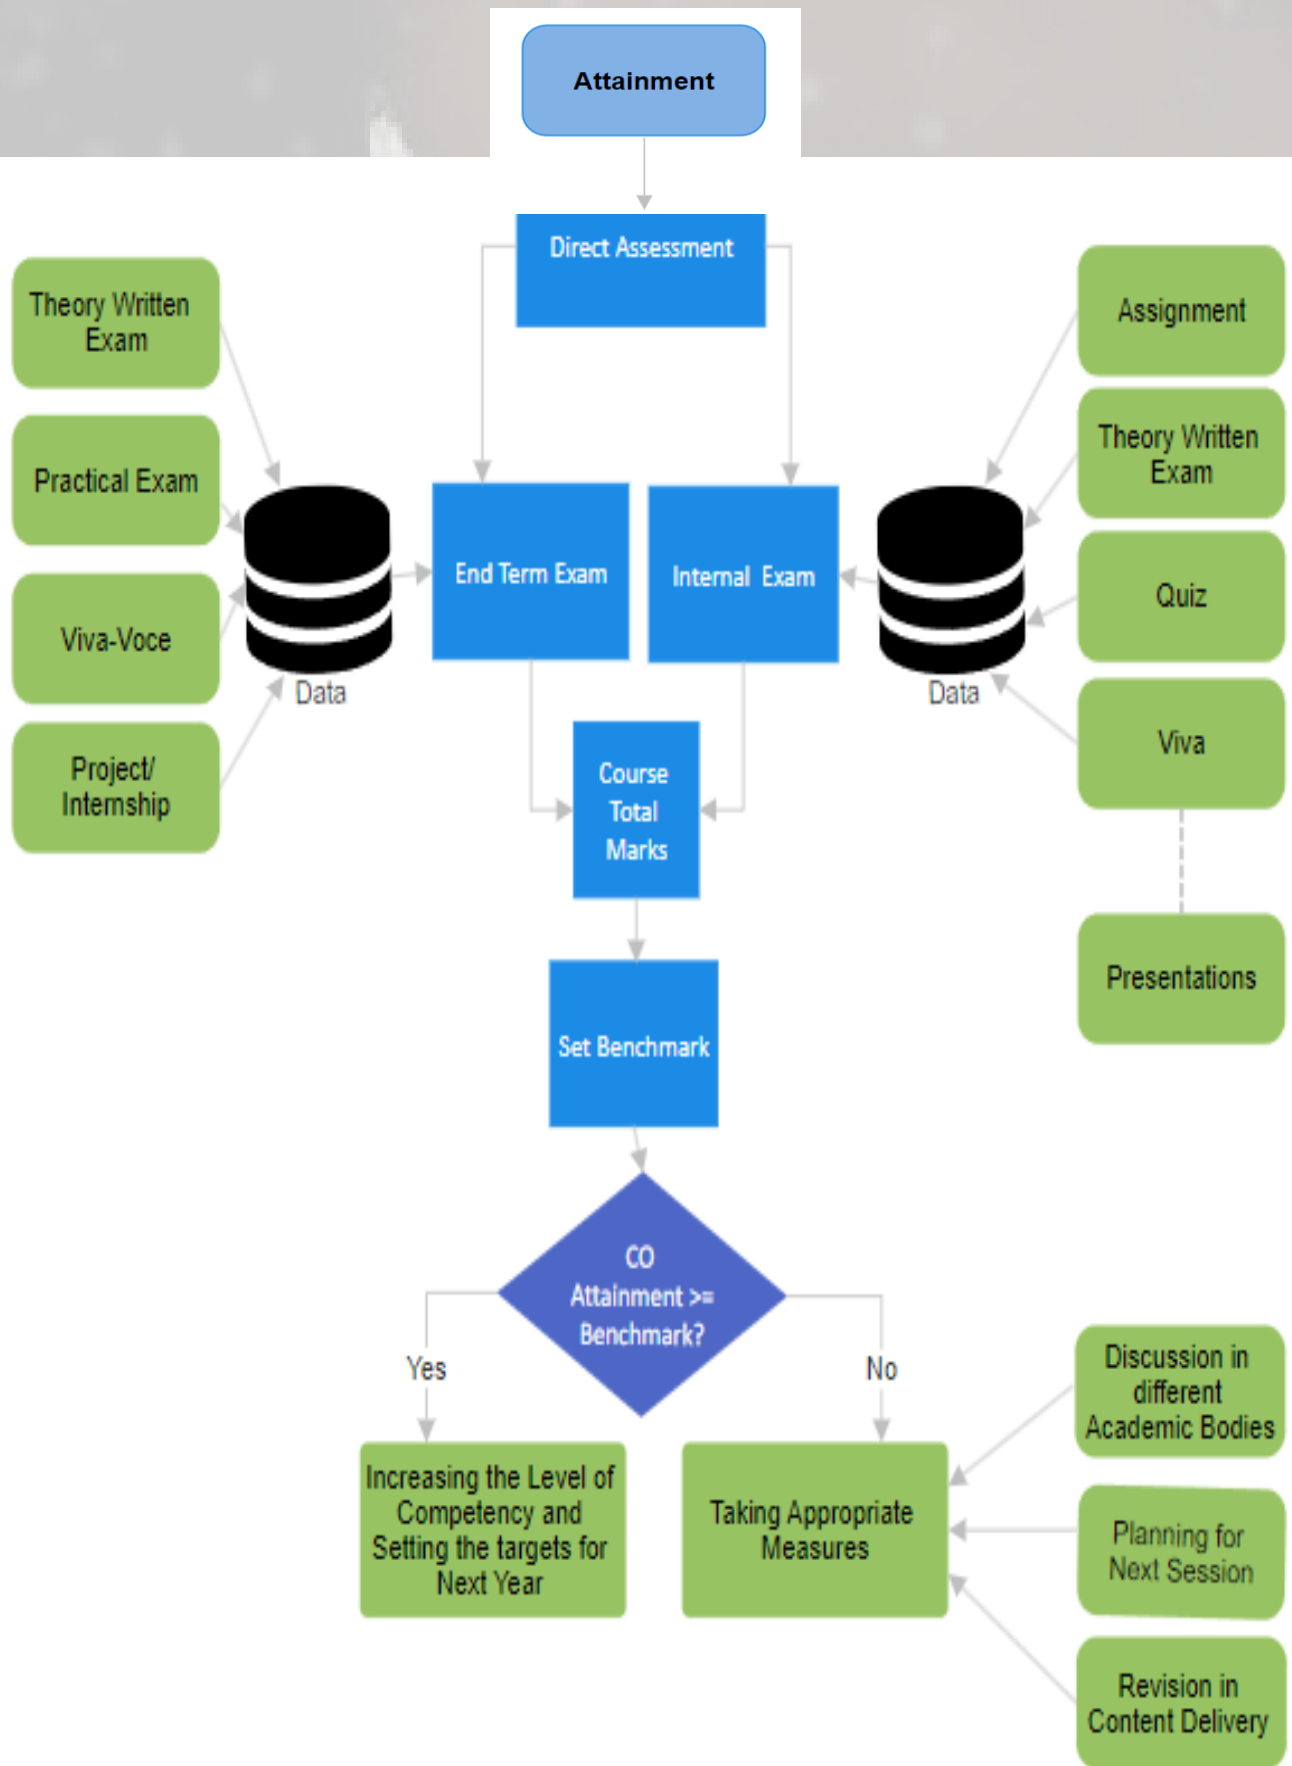 Attainment
Direct Assessment
Theory Written
Exam
Practical Exam
Viva-Voce
Project/
Internship
Data
End Term Exam
Internal Exam
Data
Assignment
Theory Written
Exam
Quiz
Viva
Presentations
Course
Total
Marks
Set Benchmark
CO
Attainment >=
Benchmark?
Yes
No
Increasing the Level of
Competency and
Setting the targets for
Next Year
Taking Appropriate
Measures
Discussion in
different
Academic Bodies
Planning for
Next Session
Revision in
Content Delivery